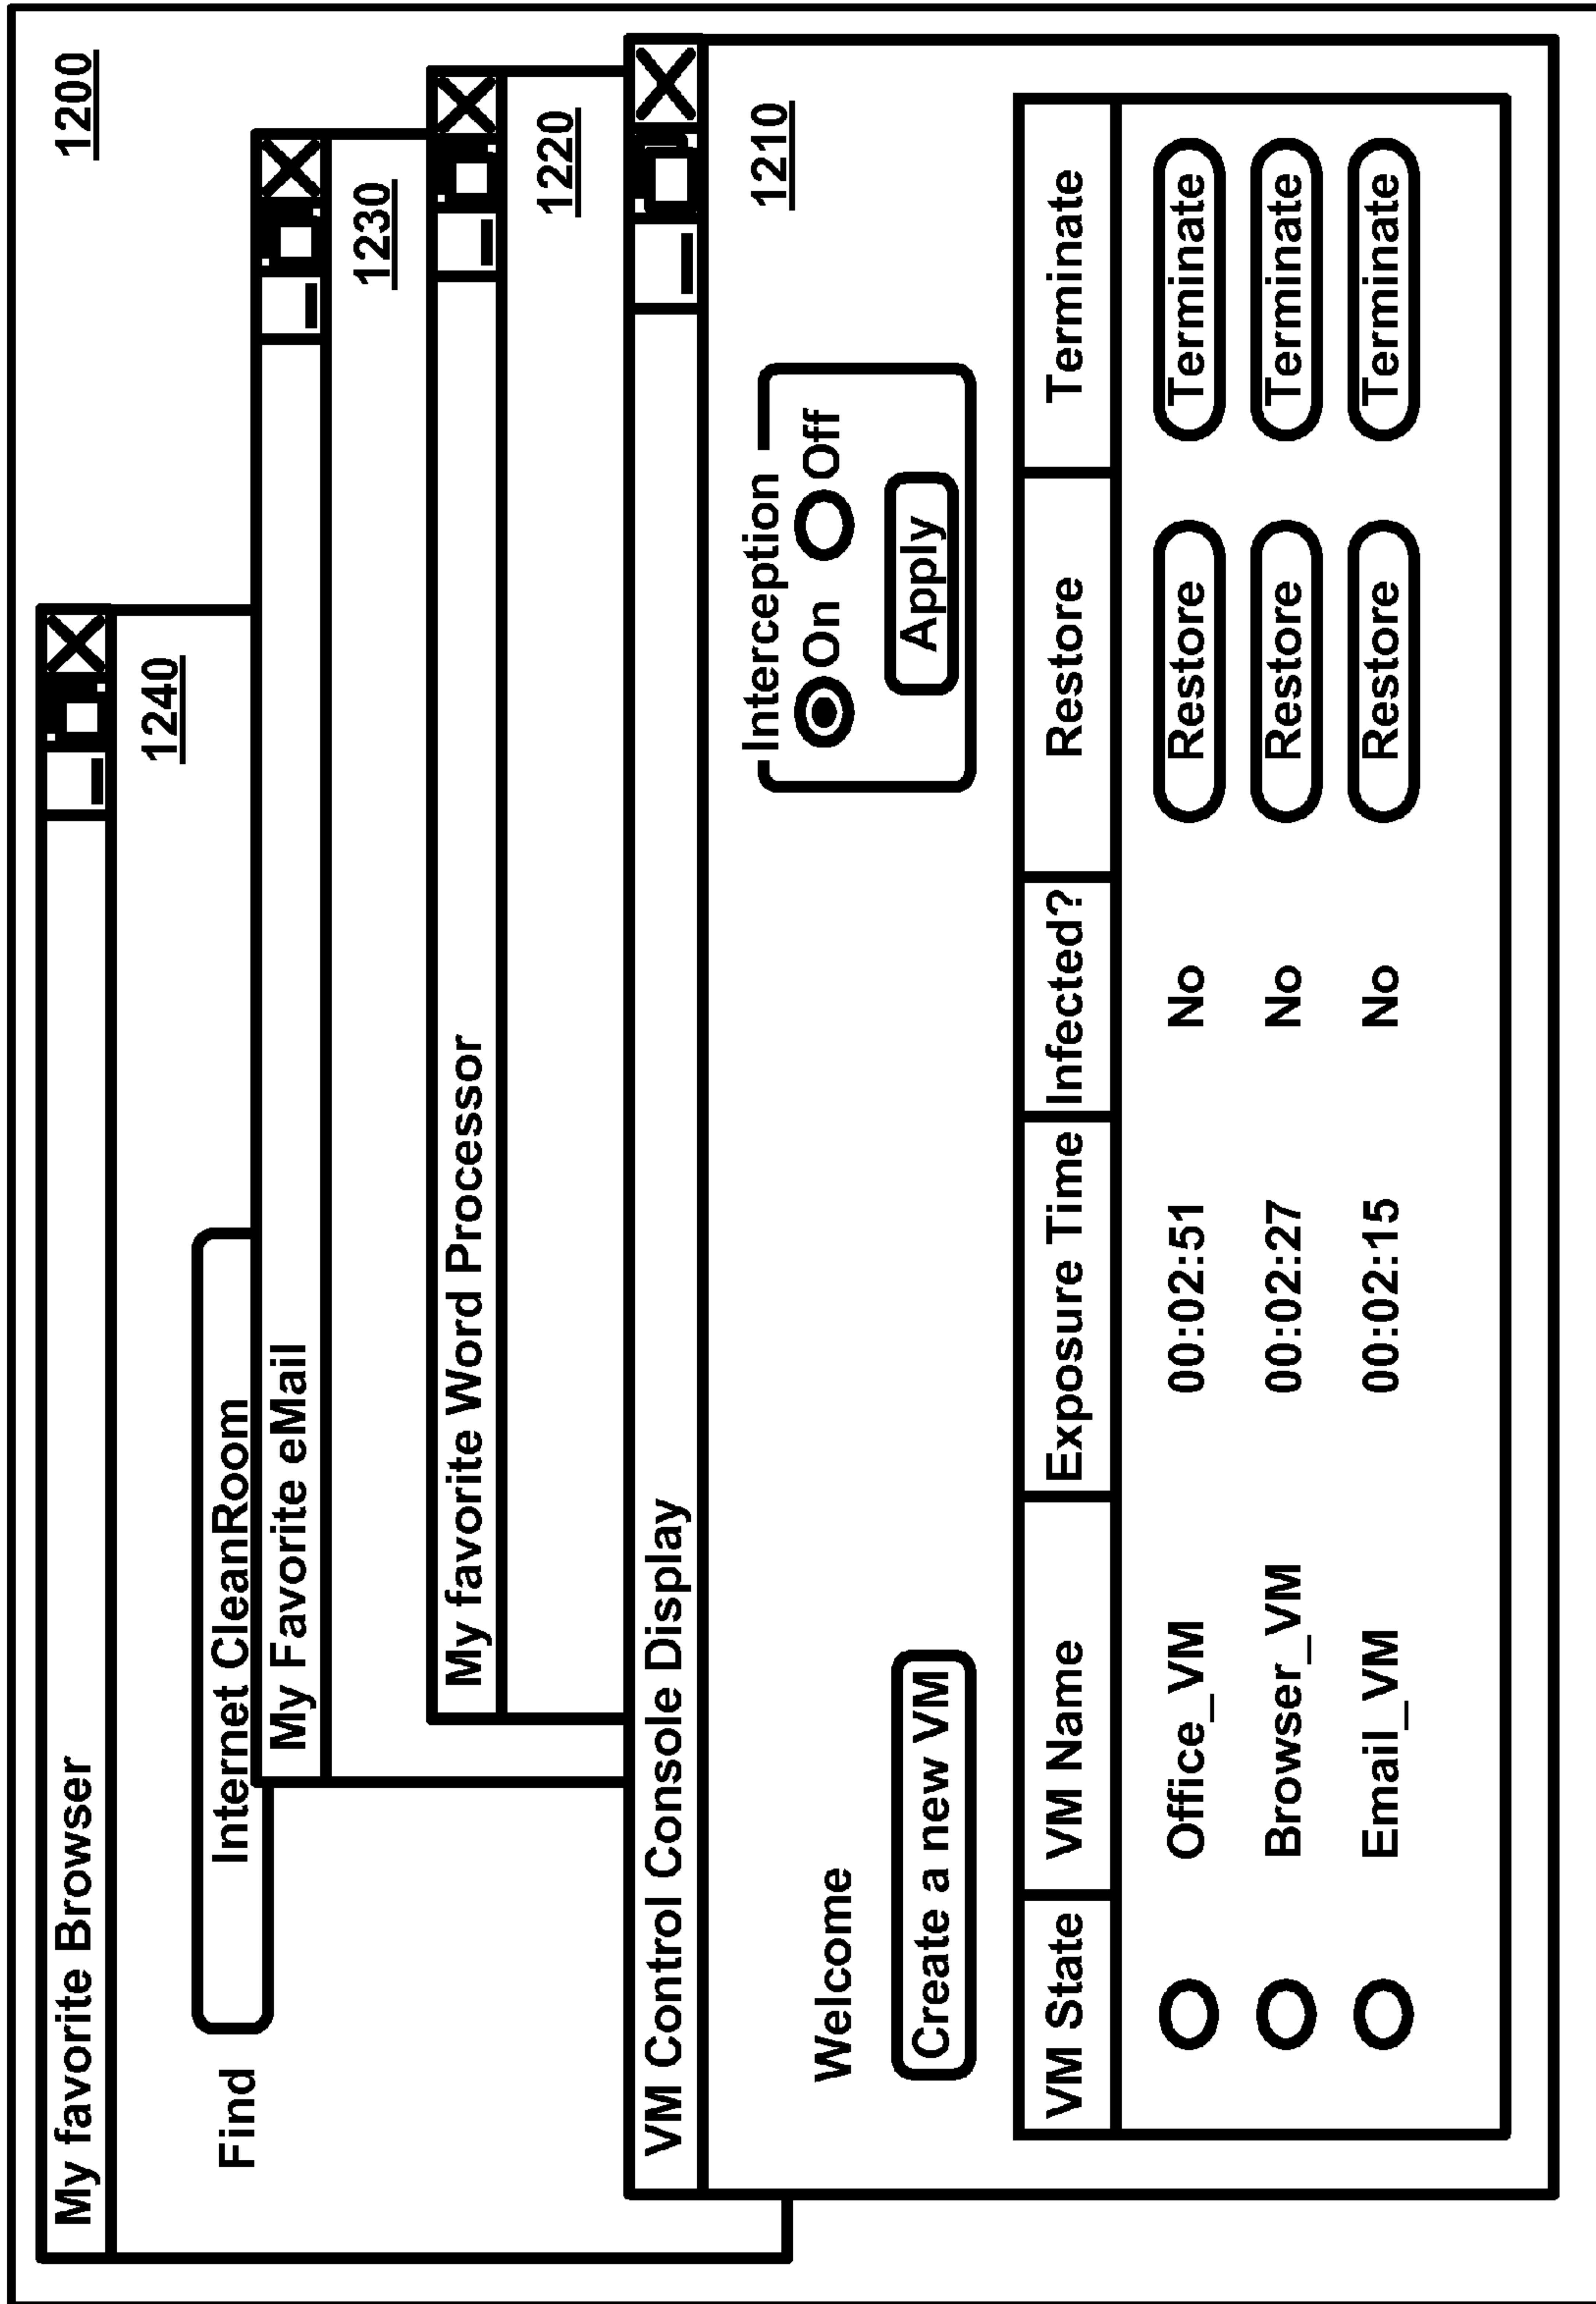 1200
My favorite Browser
1240
Find
Internet CleanRoom
My Favorite eMail
1230
My favorite Word Processor
1220
VM Control Console Display
1210
Welcome
Create a new VM
Interception
On Off
Apply
VM State VM Name Exposure Time Infected? Restore Terminate
Office_VM 00:02:51 No Restore Terminate
Browser_VM 00:02:27 No Restore Terminate
Email_VM 00:02:15 No Restore Terminate